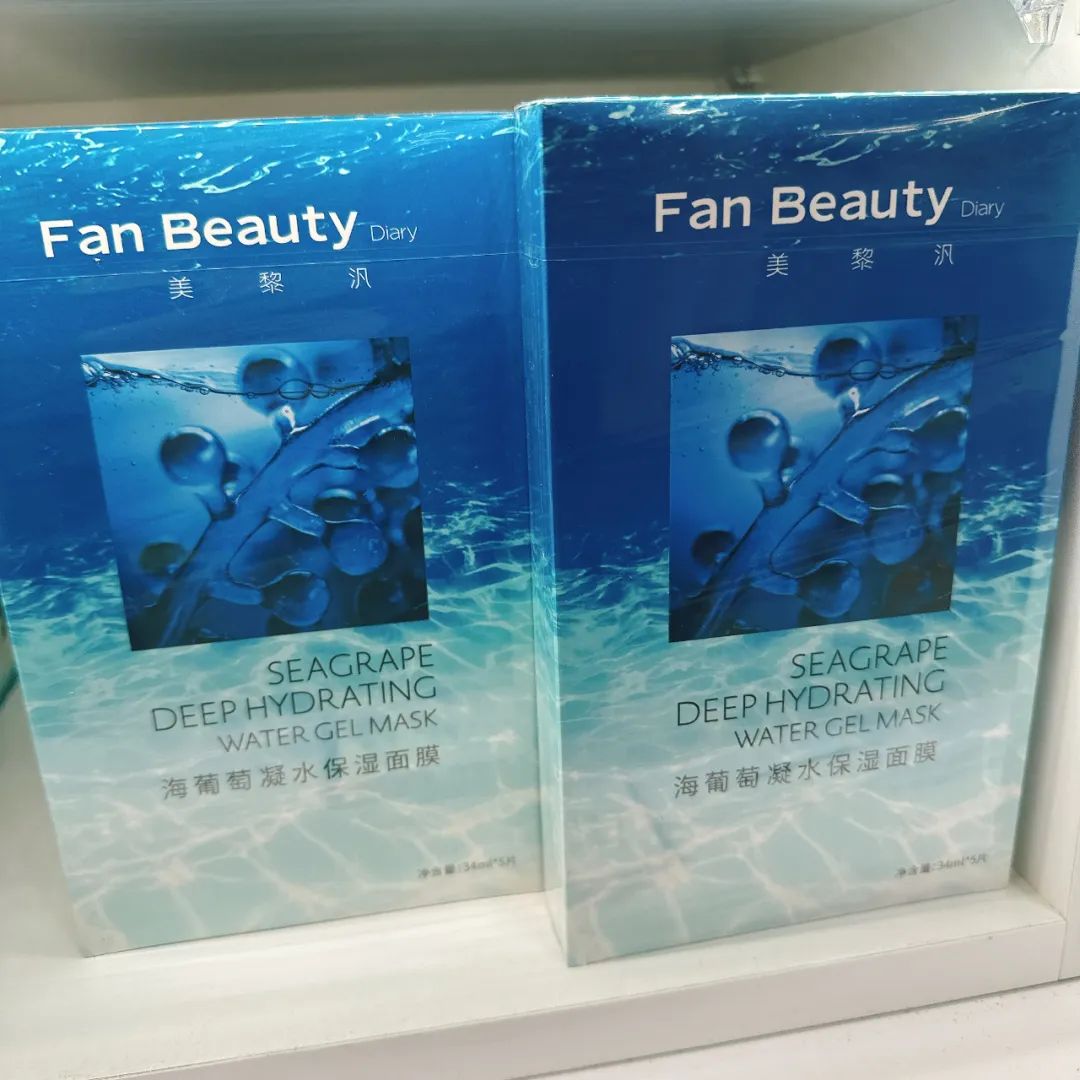 Fan Beauty Diary
美黎汎
SEAGRAPE
DEEP HYDRATING
WATER GEL MASK
海葡萄凝水保湿面膜
净含量:34ml*5片
Fan Beauty Diary
美黎汎
SEAGRAPE
DEEP HYDRATING
WATER GEL MASK
海葡萄凝水保湿面膜
净含量:34ml*5片